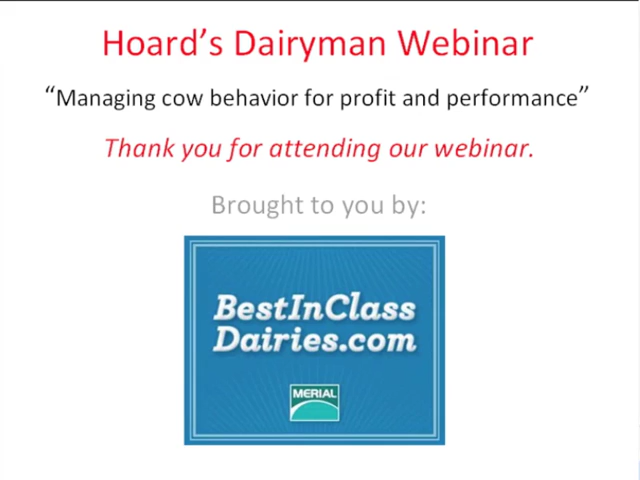 Hoard’s Dairyman Webinar
“Managing cow behavior for profit and performance”
Thank you for attending our webinar.
Brought to you by:
BestInClass
Dairies.com
MERIAL